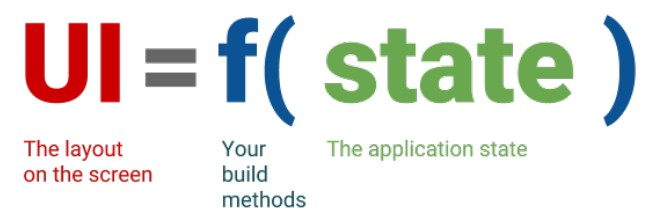 UI = f( state )
The layout
on the screen
Your
build
methods
The application state